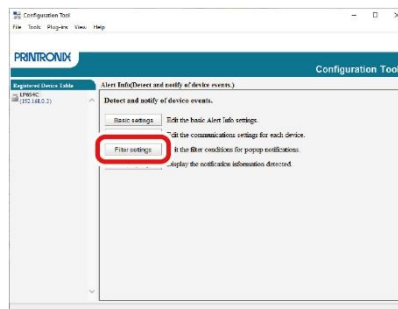 Configuration Tool
File Tools Plug-ins View Help
PRINTRONIX
Configuration Tool
Registered Device Table
(192.168.0.2)
Alert Info(Detect and notify of device events.)
Detect and notify of device events.
Basic settings Edit the basic Alert Info settings.
Edit the communications settings for each device.
Filter settings it the filter conditions for popup notifications.
Display the notification information detected.